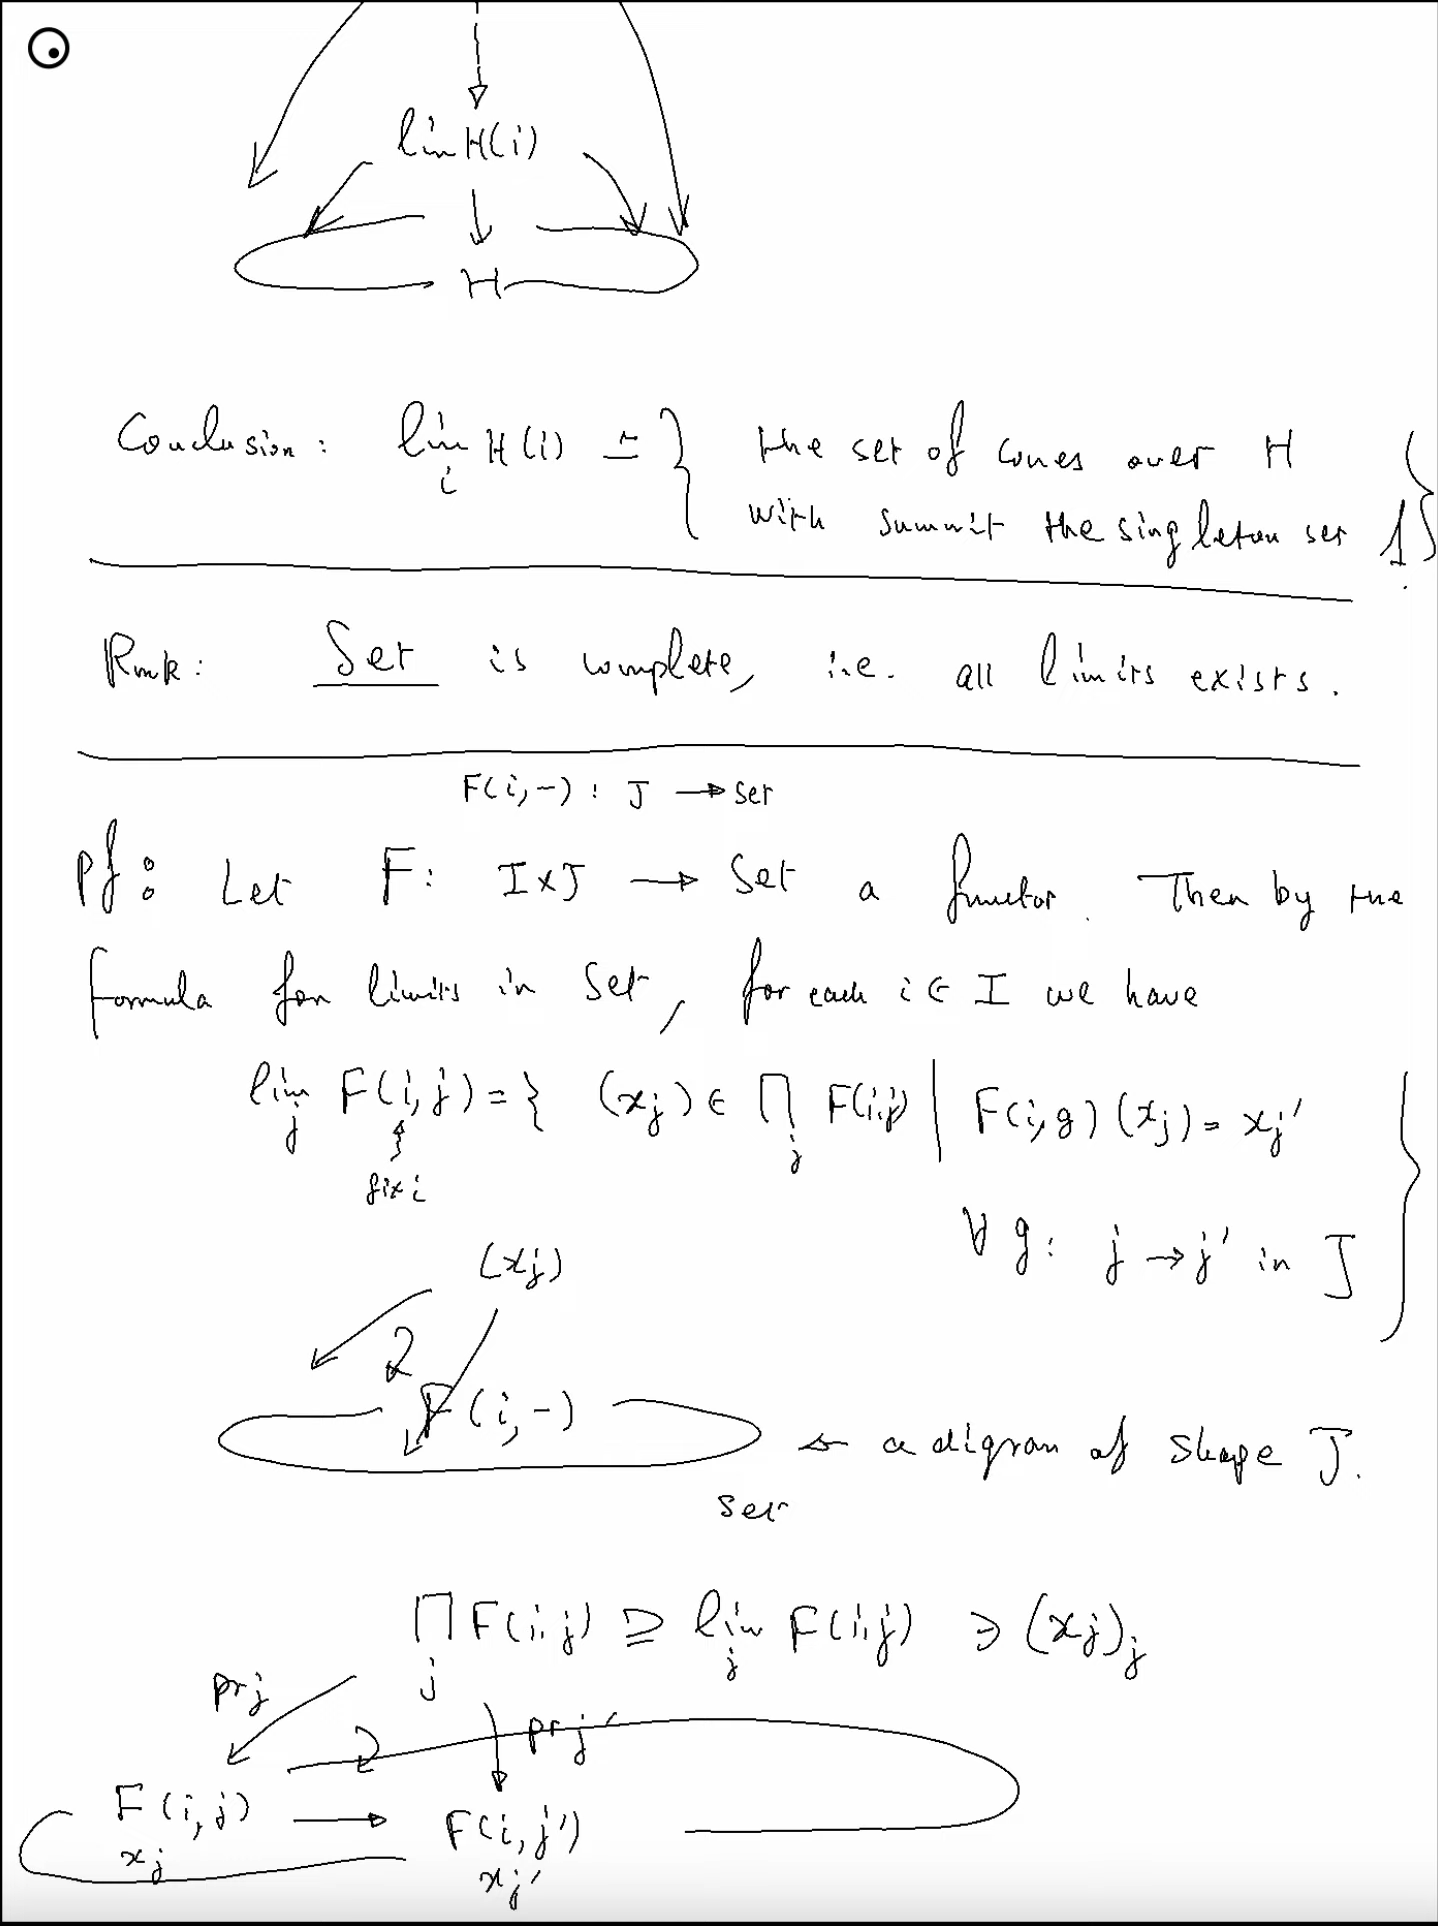 lim H(i)
H
Conclusion: lim H(i) = { the set of cones over H
i
with summit the singleton set 1 }
Rmk: Set is complete, i.e. all limits exists.
F(i,-): J → Set
Pf: Let F: I×J → Set a functor. Then by the
formula for limits in Set, for each i ∈ I we have
lim F(i,j) = { (xj) ∈ ∏ F(i,j) | F(i,g)(xj) = xj'
j j
fix i
∀ g: j → j' in J }
(xj)
F(i,-)
a digram of shape J.
Set
∏ F(i,j) ⊇ lim F(i,j) ∋ (xj)j
j j
prj
prj'
F(i,j) → F(i,j')
xj xj'